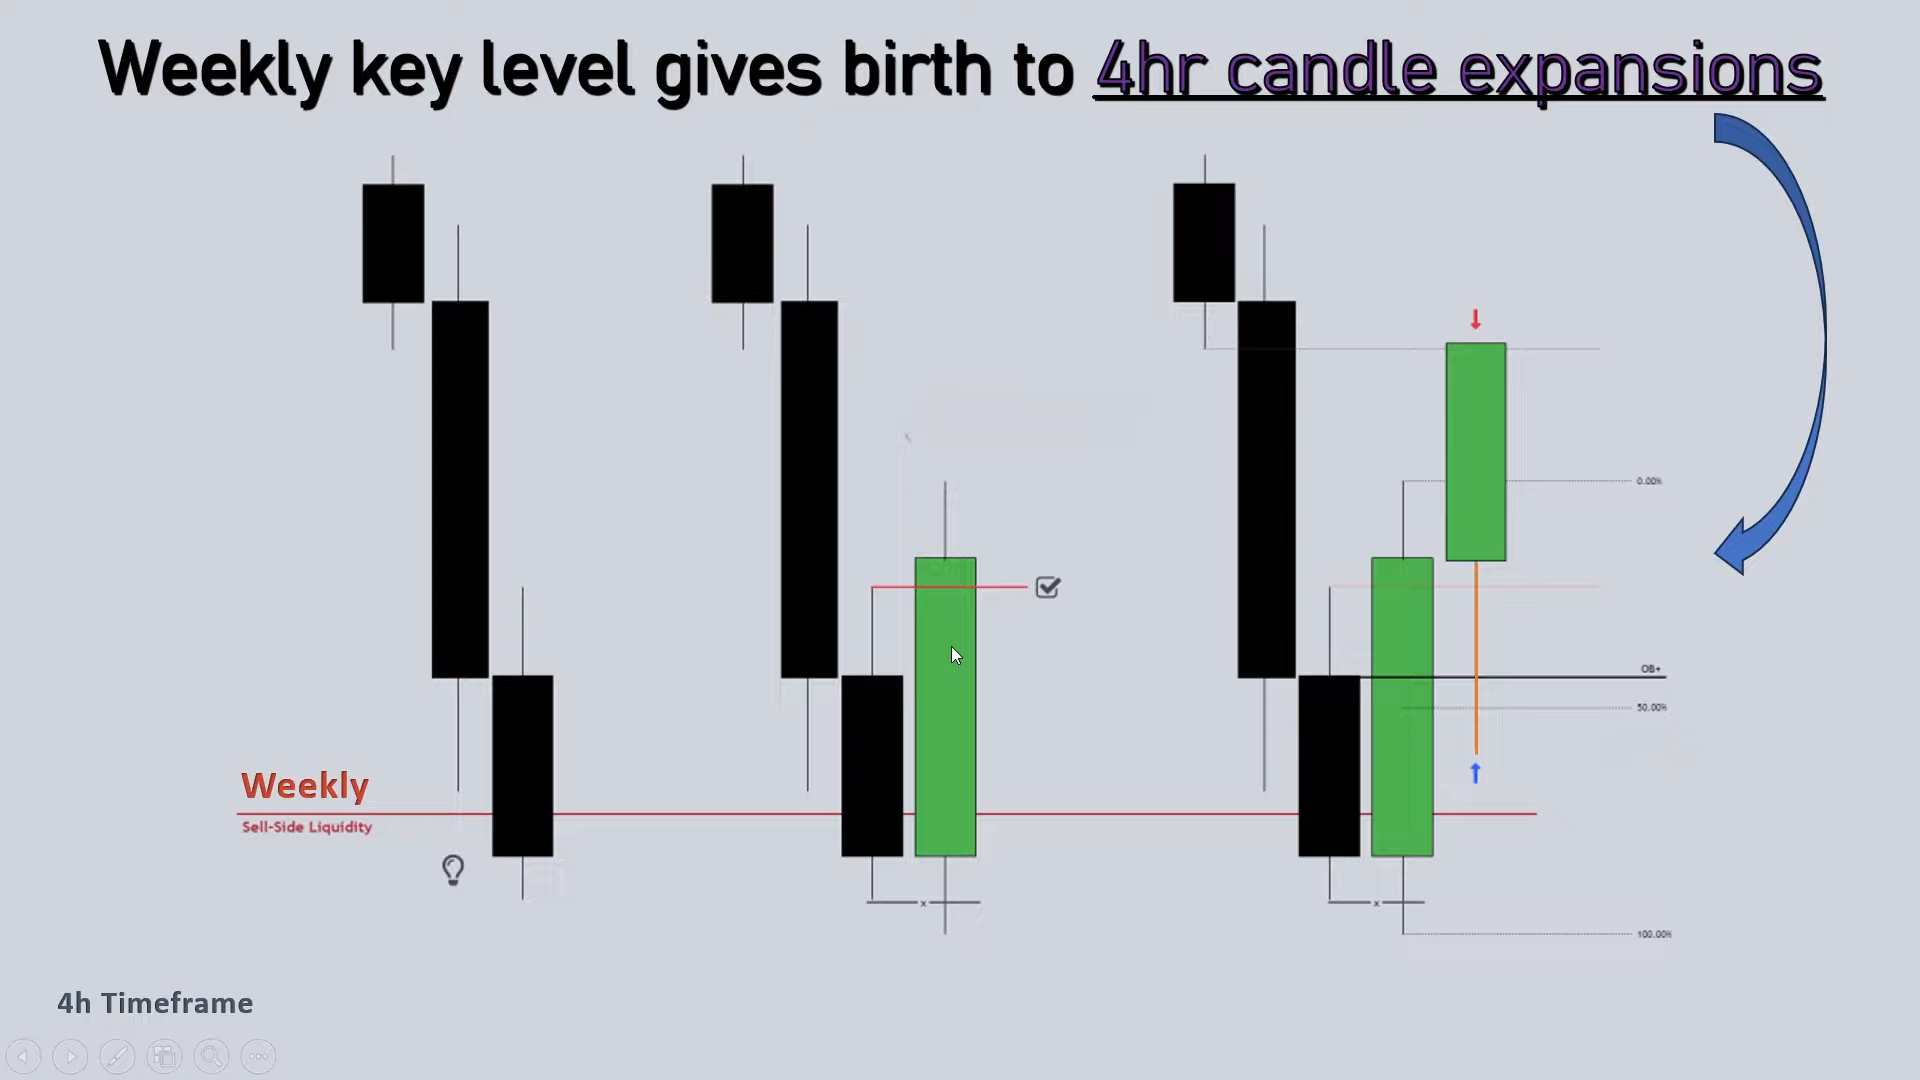 Weekly key level gives birth to 4hr candle expansions
0.00%
OB+
50.00%
Weekly
Sell-Side Liquidity
x
x
100.00%
4h Timeframe